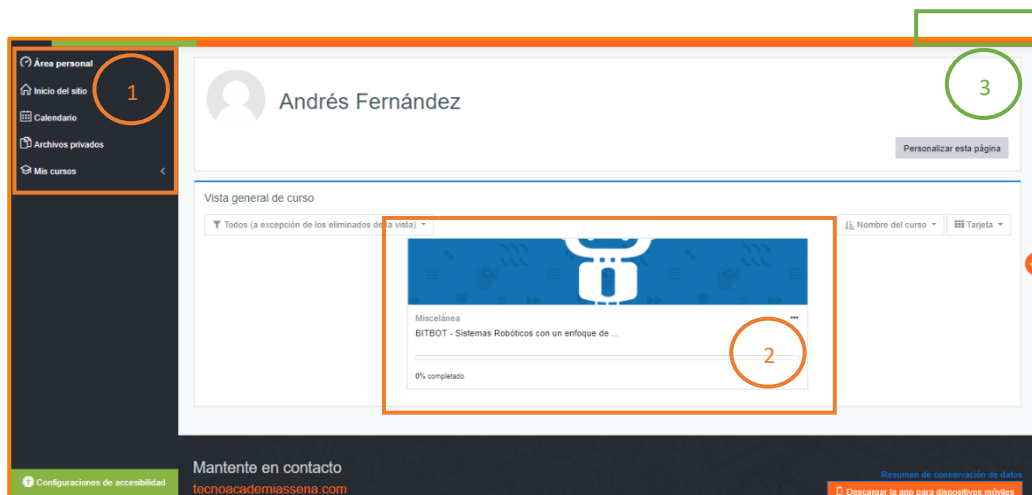 Área personal
Inicio del sitio
Calendario
Archivos privados
Mis cursos
1
Andrés Fernández
3
Personalizar esta página
Vista general de curso
Todos (a excepción de los eliminados de la vista)
Nombre del curso
Tarjeta
Miscelánea
BITBOT - Sistemas Robóticos con un enfoque de ...
2
0% completado
Configuraciones de accesibilidad
Mantente en contacto
tecnoacademiassena.com
Resumen de conservación de datos
Descargar la app para dispositivos móviles